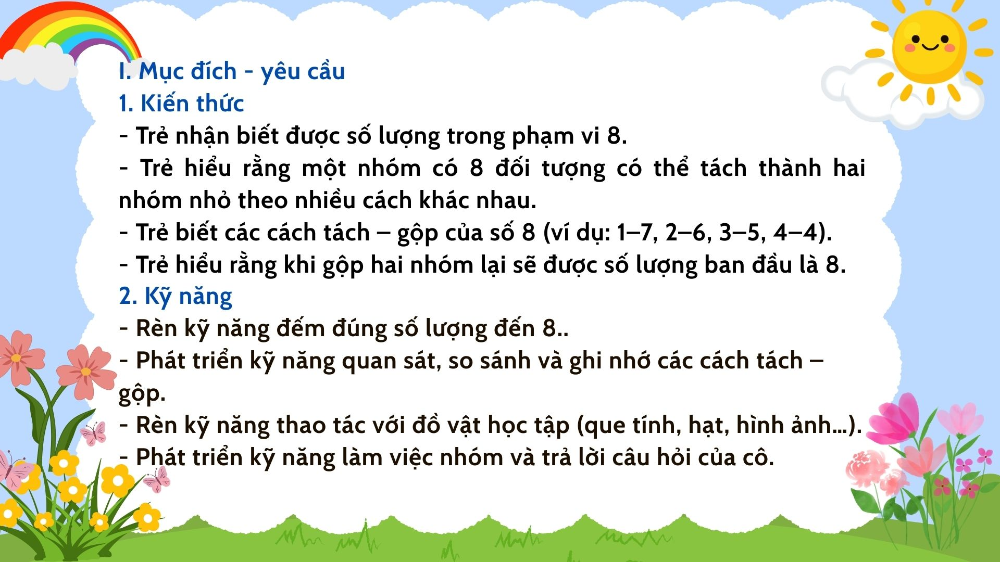 I. Mục đích - yêu cầu
1. Kiến thức
- Trẻ nhận biết được số lượng trong phạm vi 8.
- Trẻ hiểu rằng một nhóm có 8 đối tượng có thể tách thành hai
nhóm nhỏ theo nhiều cách khác nhau.
- Trẻ biết các cách tách – gộp của số 8 (ví dụ: 1–7, 2–6, 3–5, 4–4).
- Trẻ hiểu rằng khi gộp hai nhóm lại sẽ được số lượng ban đầu là 8.
2. Kỹ năng
- Rèn kỹ năng đếm đúng số lượng đến 8..
- Phát triển kỹ năng quan sát, so sánh và ghi nhớ các cách tách –
gộp.
- Rèn kỹ năng thao tác với đồ vật học tập (que tính, hạt, hình ảnh…).
- Phát triển kỹ năng làm việc nhóm và trả lời câu hỏi của cô.